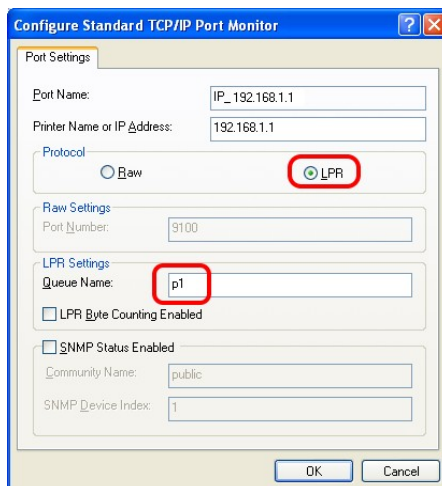 Configure Standard TCP/IP Port Monitor
Port Settings
Port Name: IP_192.168.1.1
Printer Name or IP Address: 192.168.1.1
Protocol
Raw LPR
Raw Settings
Port Number: 9100
LPR Settings
Queue Name: p1
LPR Byte Counting Enabled
SNMP Status Enabled
Community Name: public
SNMP Device Index: 1
OK Cancel